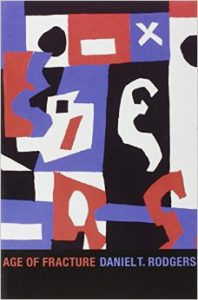 AGE OF FRACTURE DANIEL T. RODGERS